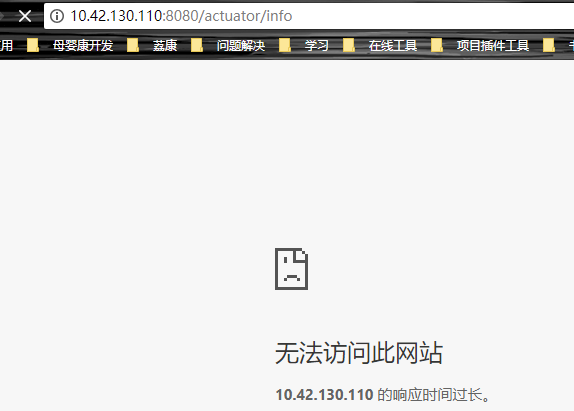 10.42.130.110:8080/actuator/info
用 母婴康开发 荔康 问题解决 学习 在线工具 项目插件工具
无法访问此网站
10.42.130.110 的响应时间过长。